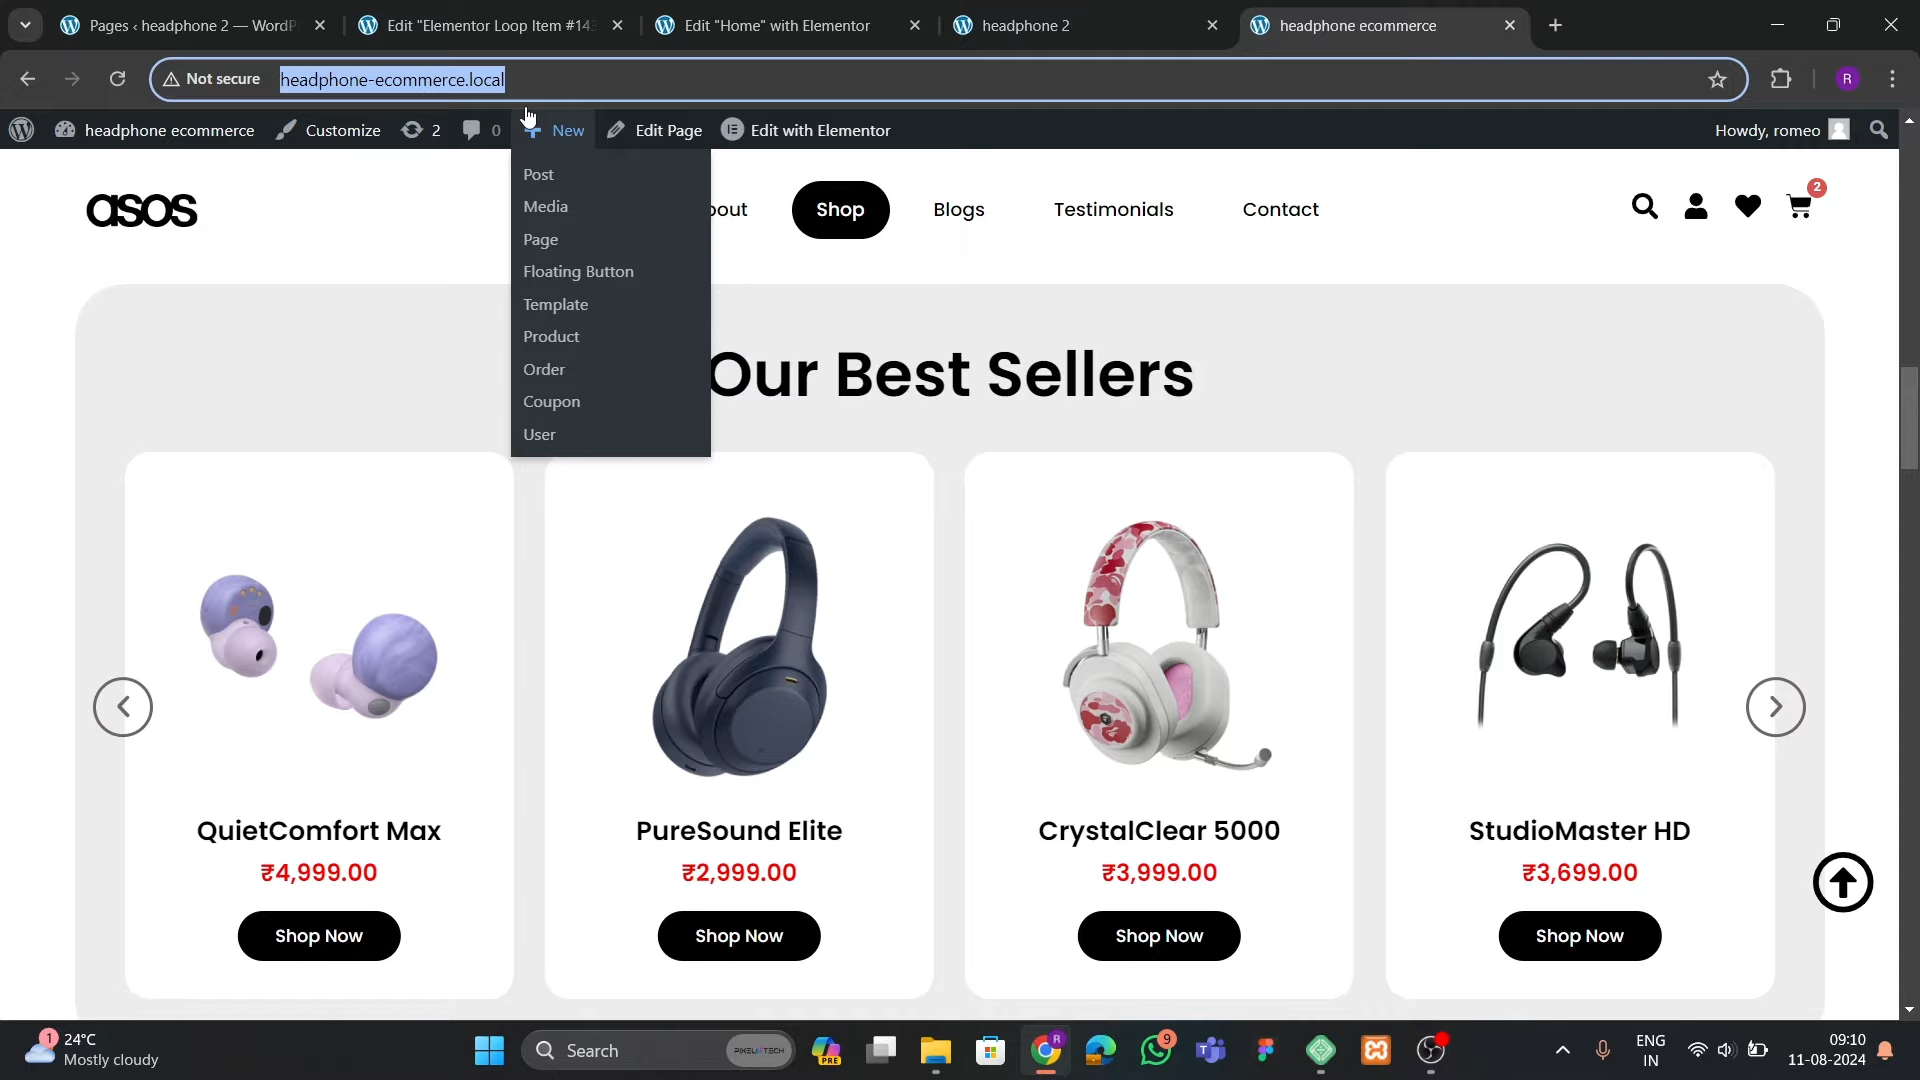 Pages ‹ headphone 2 — WordP
Edit "Elementor Loop Item #143
Edit "Home" with Elementor
headphone 2
headphone ecommerce
Not secure
headphone-ecommerce.local
R
headphone ecommerce
Customize
2
0
New
Edit Page
Edit with Elementor
Howdy, romeo
Post
Media
Page
Floating Button
Template
Product
Order
Coupon
User
asos
bout
Shop
Blogs
Testimonials
Contact
2
Our Best Sellers
QuietComfort Max
₹4,999.00
Shop Now
PureSound Elite
₹2,999.00
Shop Now
CrystalClear 5000
₹3,999.00
Shop Now
StudioMaster HD
₹3,699.00
Shop Now
1
24°C
Mostly cloudy
Search
PRE
R
9
ENG
IN
09:10
11-08-2024